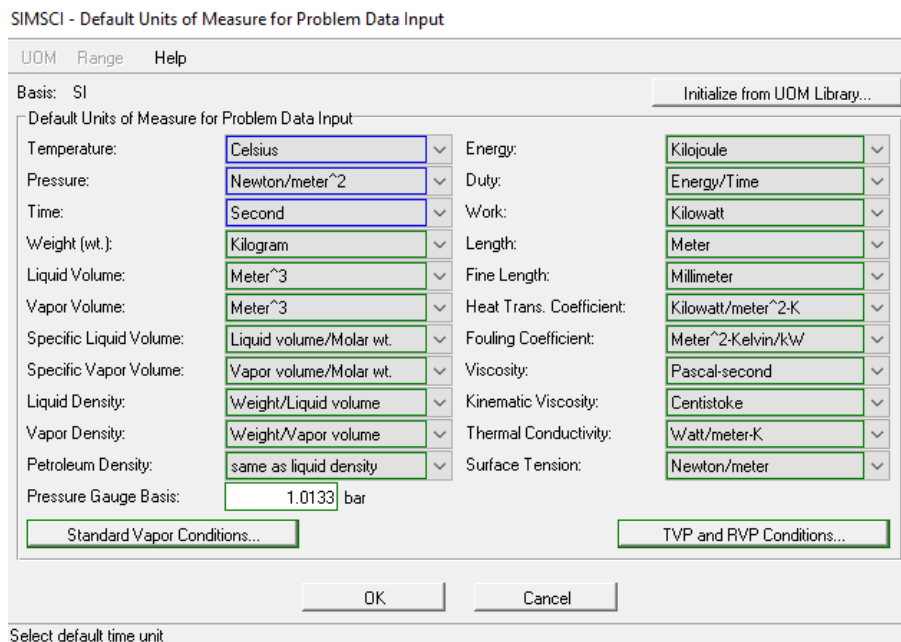 SIMSCI - Default Units of Measure for Problem Data Input
UOM Range Help
Basis: SI Initialize from UOM Library...
Default Units of Measure for Problem Data Input
Temperature: Celsius Energy: Kilojoule
Pressure: Newton/meter^2 Duty: Energy/Time
Time: Second Work: Kilowatt
Weight (wt.): Kilogram Length: Meter
Liquid Volume: Meter^3 Fine Length: Millimeter
Vapor Volume: Meter^3 Heat Trans. Coefficient: Kilowatt/meter^2-K
Specific Liquid Volume: Liquid volume/Molar wt. Fouling Coefficient: Meter^2-Kelvin/kW
Specific Vapor Volume: Vapor volume/Molar wt. Viscosity: Pascal-second
Liquid Density: Weight/Liquid volume Kinematic Viscosity: Centistoke
Vapor Density: Weight/Vapor volume Thermal Conductivity: Watt/meter-K
Petroleum Density: same as liquid density Surface Tension: Newton/meter
Pressure Gauge Basis: 1.0133 bar
Standard Vapor Conditions... TVP and RVP Conditions...
OK Cancel
Select default time unit